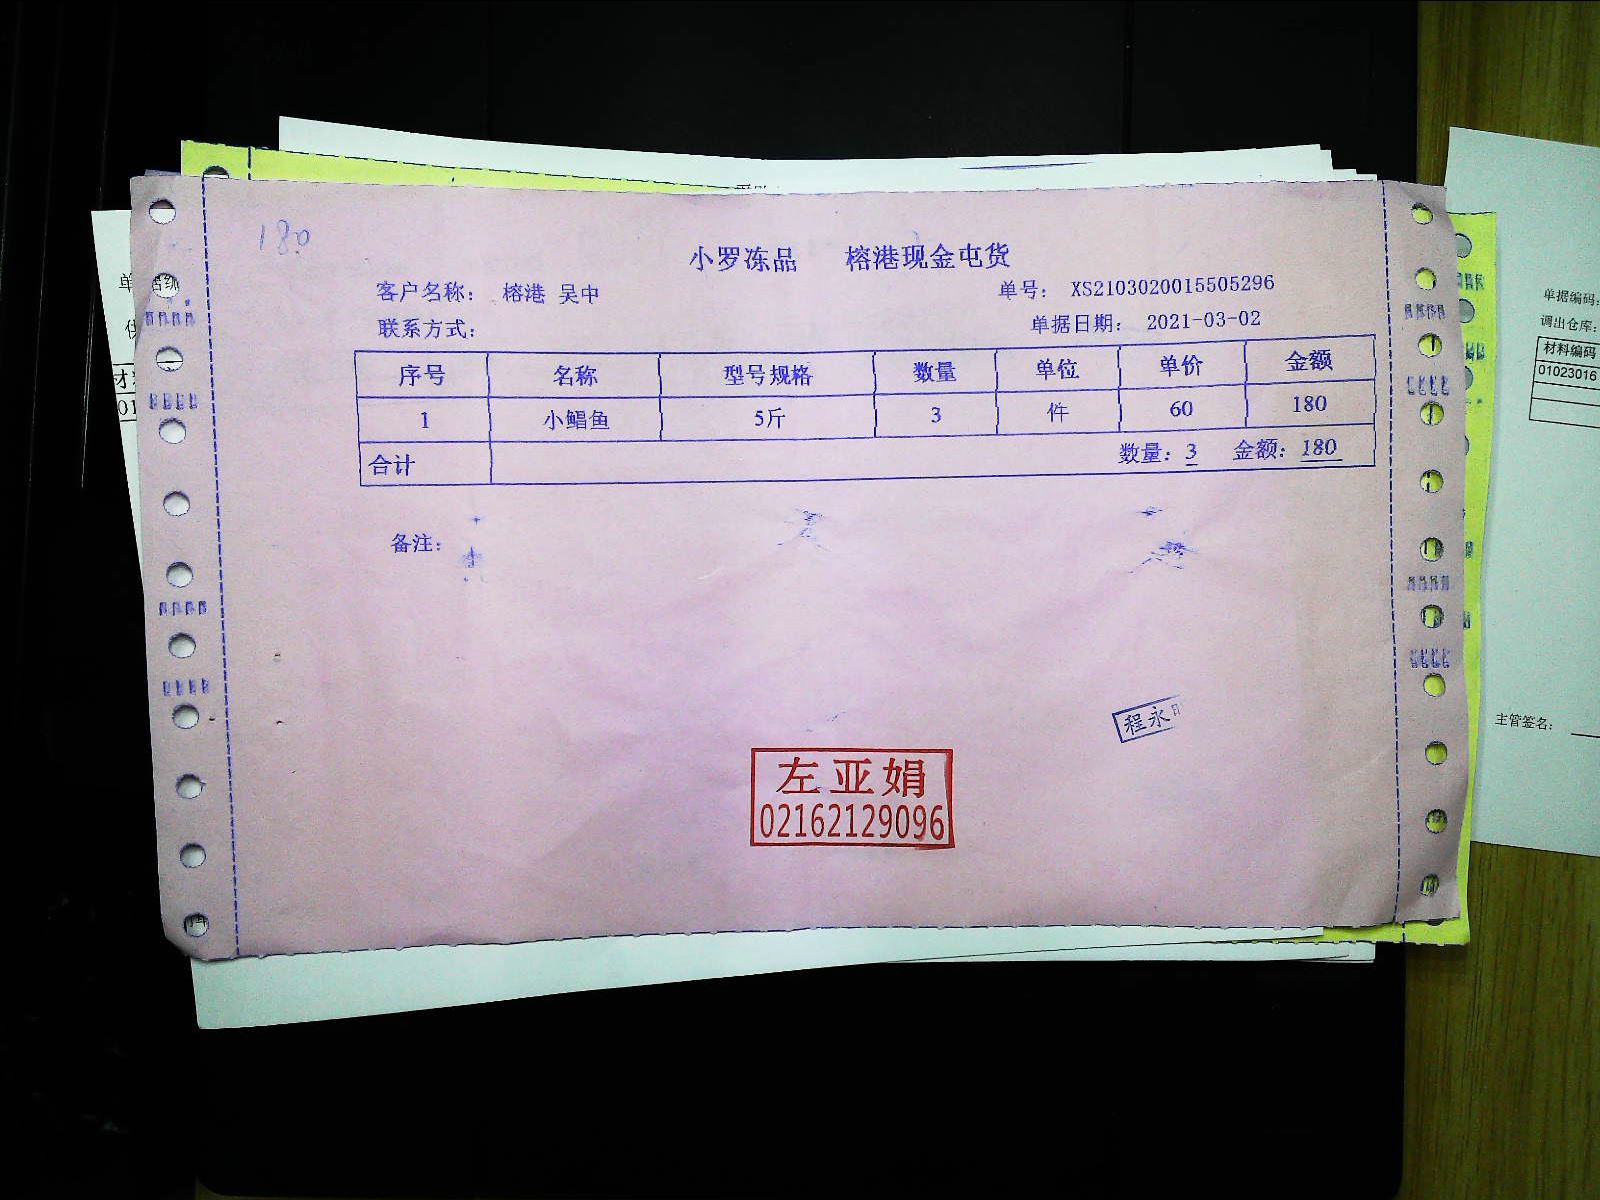 180
小罗冻品 榕港现金屯货
客户名称： 榕港 吴中 单号： XS2103020015505296
联系方式： 单据日期： 2021-03-02
序号 名称 型号规格 数量 单位 单价 金额
1 小鲳鱼 5斤 3 件 60 180
合计 数量：3 金额：180
备注：
程永
左亚娟
02162129096
单据编码：
调出仓库：
材料编码
01023016
主管签名：